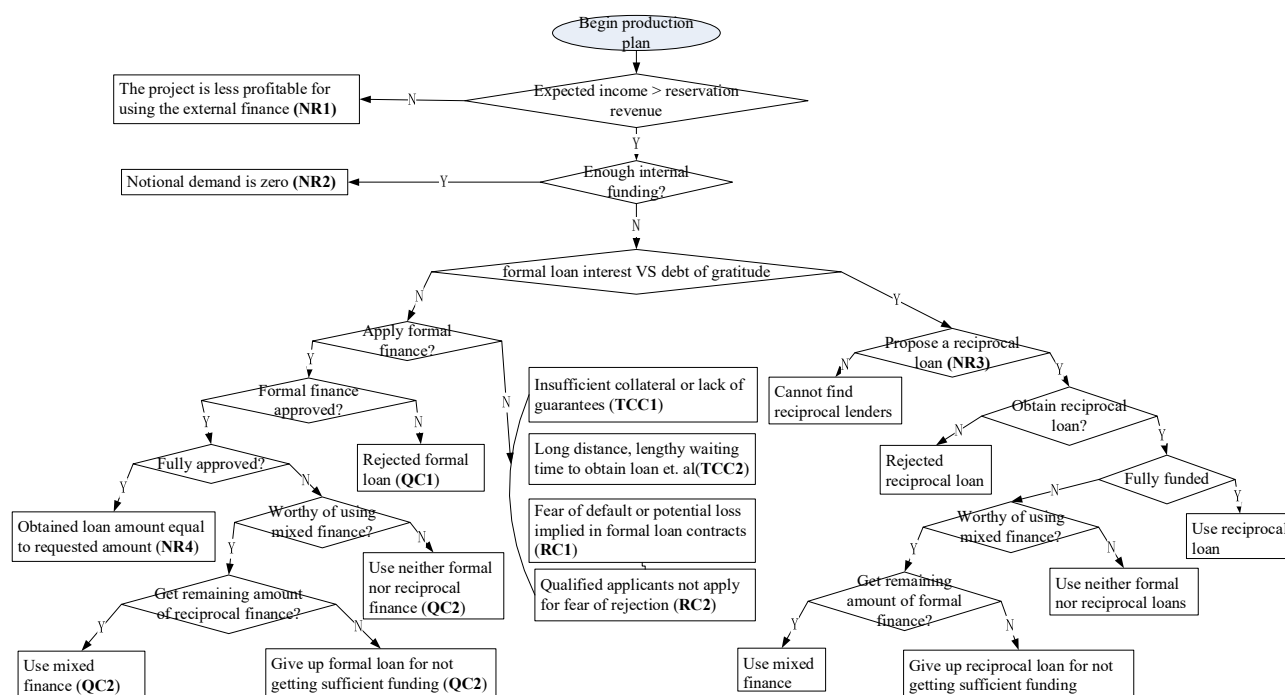 Begin production
plan
The project is less profitable for
using the external finance (NR1)
N
Expected income > reservation
revenue
Y
Notional demand is zero (NR2)
Y
Enough internal
funding?
N
formal loan interest VS debt of gratitude
N
Y
Apply formal
finance?
Propose a reciprocal
loan (NR3)
Y
N
N
Y
Formal finance
approved?
Insufficient collateral or lack of
guarantees (TCC1)
Cannot find
reciprocal lenders
Obtain reciprocal
loan?
Y
N
N
Y
Fully approved?
Rejected formal
loan (QC1)
Long distance, lengthy waiting
time to obtain loan et. al(TCC2)
Rejected
reciprocal loan
Fully funded
Y
N
N
Y
Obtained loan amount equal
to requested amount (NR4)
Worthy of using
mixed finance?
Fear of default or potential loss
implied in formal loan contracts
(RC1)
Worthy of using
mixed finance?
Use reciprocal
loan
Y
N
Y
N
Use neither formal
nor reciprocal
finance (QC2)
Qualified applicants not apply
for fear of rejection (RC2)
Use neither formal
nor reciprocal loans
Get remaining amount
of reciprocal finance?
Get remaining
amount of formal
finance?
Y
N
Y
N
Use mixed
finance (QC2)
Give up formal loan for not
getting sufficient funding (QC2)
Use mixed
finance
Give up reciprocal loan for not
getting sufficient funding